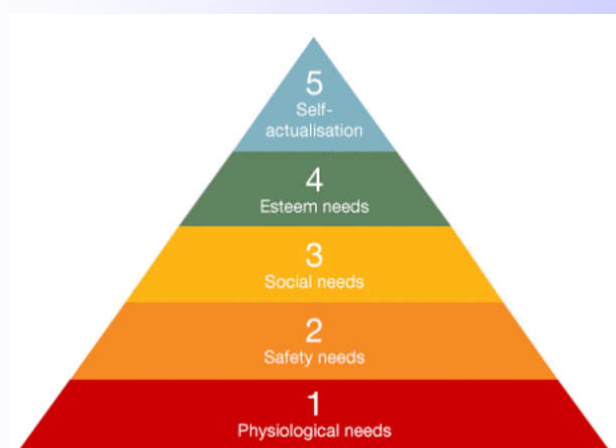 5
Self-
actualisation
4
Esteem needs
3
Social needs
2
Safety needs
1
Physiological needs